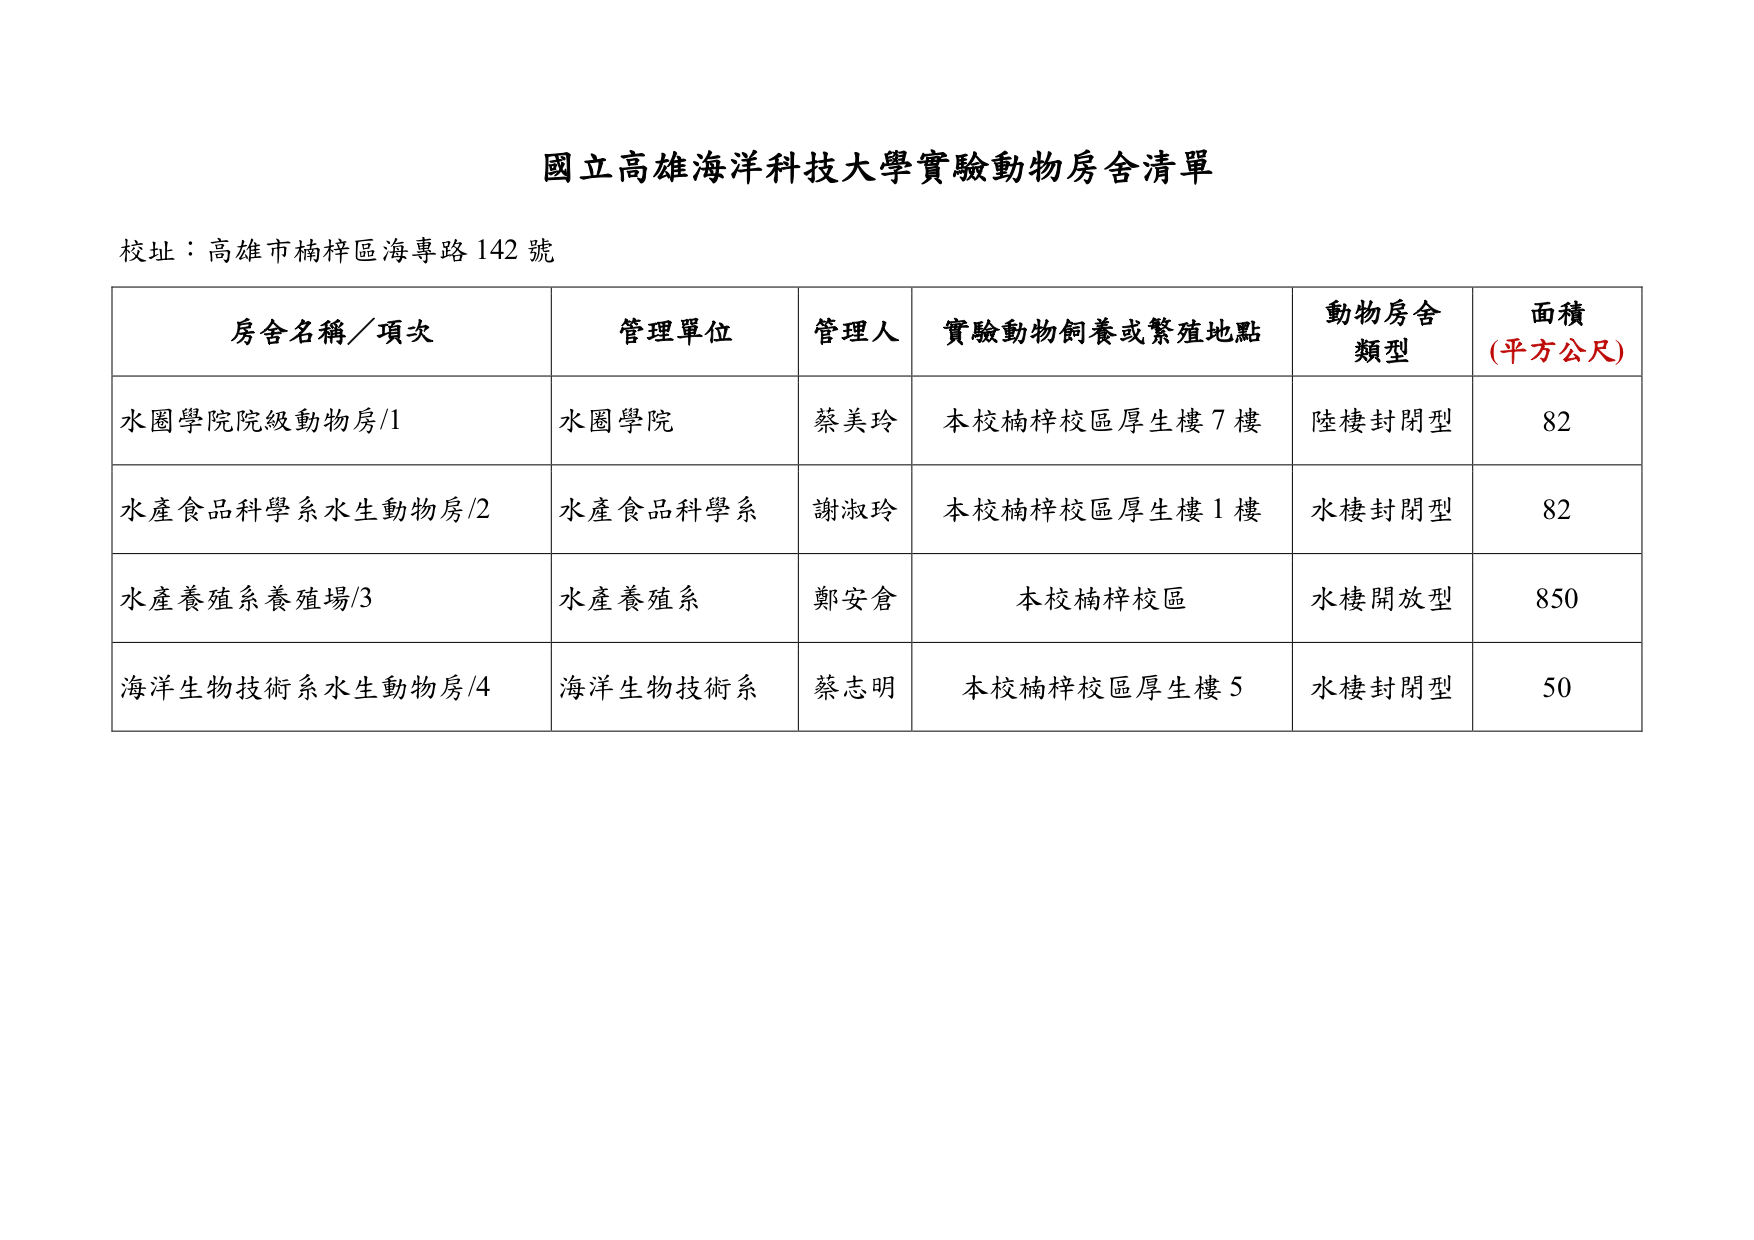 國立高雄海洋科技大學實驗動物房舍清單
校址：高雄市楠梓區海專路 142 號
房舍名稱／項次 管理單位 管理人 實驗動物飼養或繁殖地點 動物房舍類型 面積(平方公尺)
水圈學院院級動物房/1 水圈學院 蔡美玲 本校楠梓校區厚生樓 7 樓 陸棲封閉型 82
水產食品科學系水生動物房/2 水產食品科學系 謝淑玲 本校楠梓校區厚生樓 1 樓 水棲封閉型 82
水產養殖系養殖場/3 水產養殖系 鄭安倉 本校楠梓校區 水棲開放型 850
海洋生物技術系水生動物房/4 海洋生物技術系 蔡志明 本校楠梓校區厚生樓 5 水棲封閉型 50